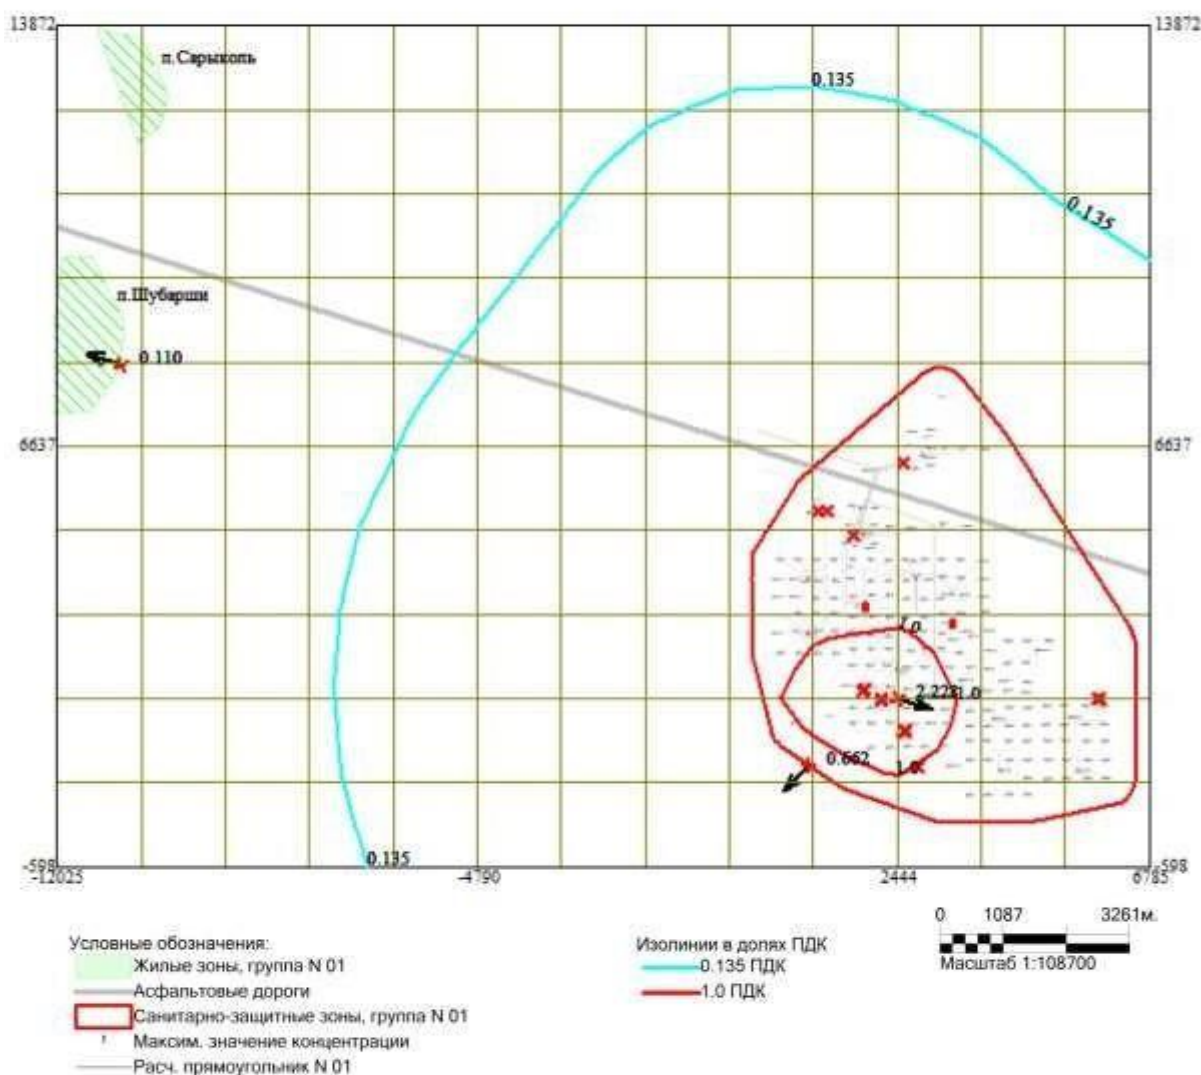 13872 13872
п.Сарыколь
0.135
0.135
п.Шубарши
0.110
6637 6637
1.0
1.0
0.662
1.0
0.135
-598 -598
-12025 -4790 2444 6785
0 1087 3261м.
Масштаб 1:108700
Условные обозначения:
Жилые зоны, группа N 01
Асфальтовые дороги
Санитарно-защитные зоны, группа N 01
Максим. значение концентрации
Расч. прямоугольник N 01
Изолинии в долях ПДК
0.135 ПДК
1.0 ПДК